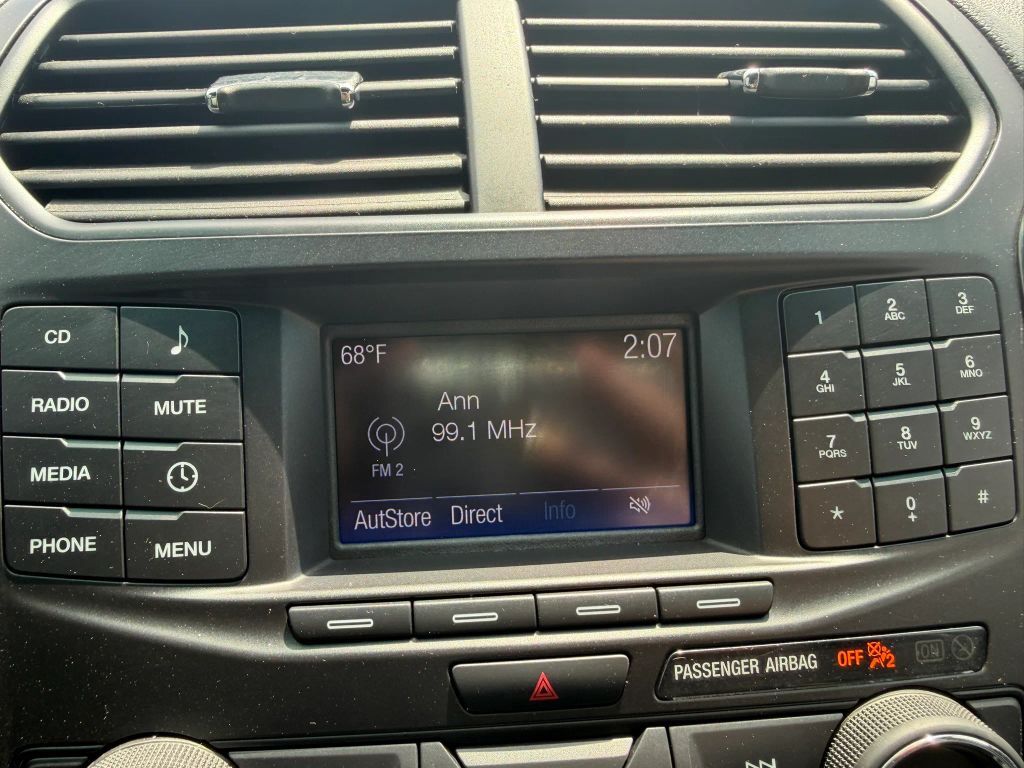 CD
RADIO
MUTE
MEDIA
PHONE
MENU
68°F
2:07
Ann
99.1 MHz
FM 2
AutStore Direct Info
1
2 ABC
3 DEF
4 GHI
5 JKL
6 MNO
7 PQRS
8 TUV
9 WXYZ
*
0 +
#
PASSENGER AIRBAG OFF 2 ON